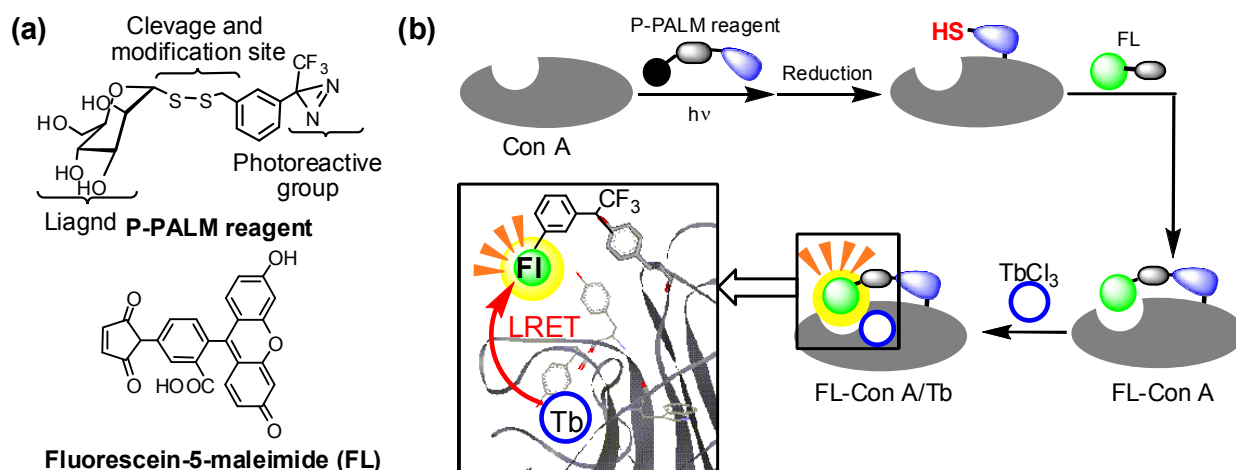 (a)
Clevage and
modification site
CF3
O
S
S
N
N
HO
HO
HO
HO
Photoreactive
group
Liagnd
P-PALM reagent
OH
O
N
O
O
HOOC
O
Fluorescein-5-maleimide (FL)
(b)
P-PALM reagent
hν
Con A
Reduction
HS
FL
CF3
Fl
LRET
Tb
TbCl3
FL-Con A/Tb
FL-Con A